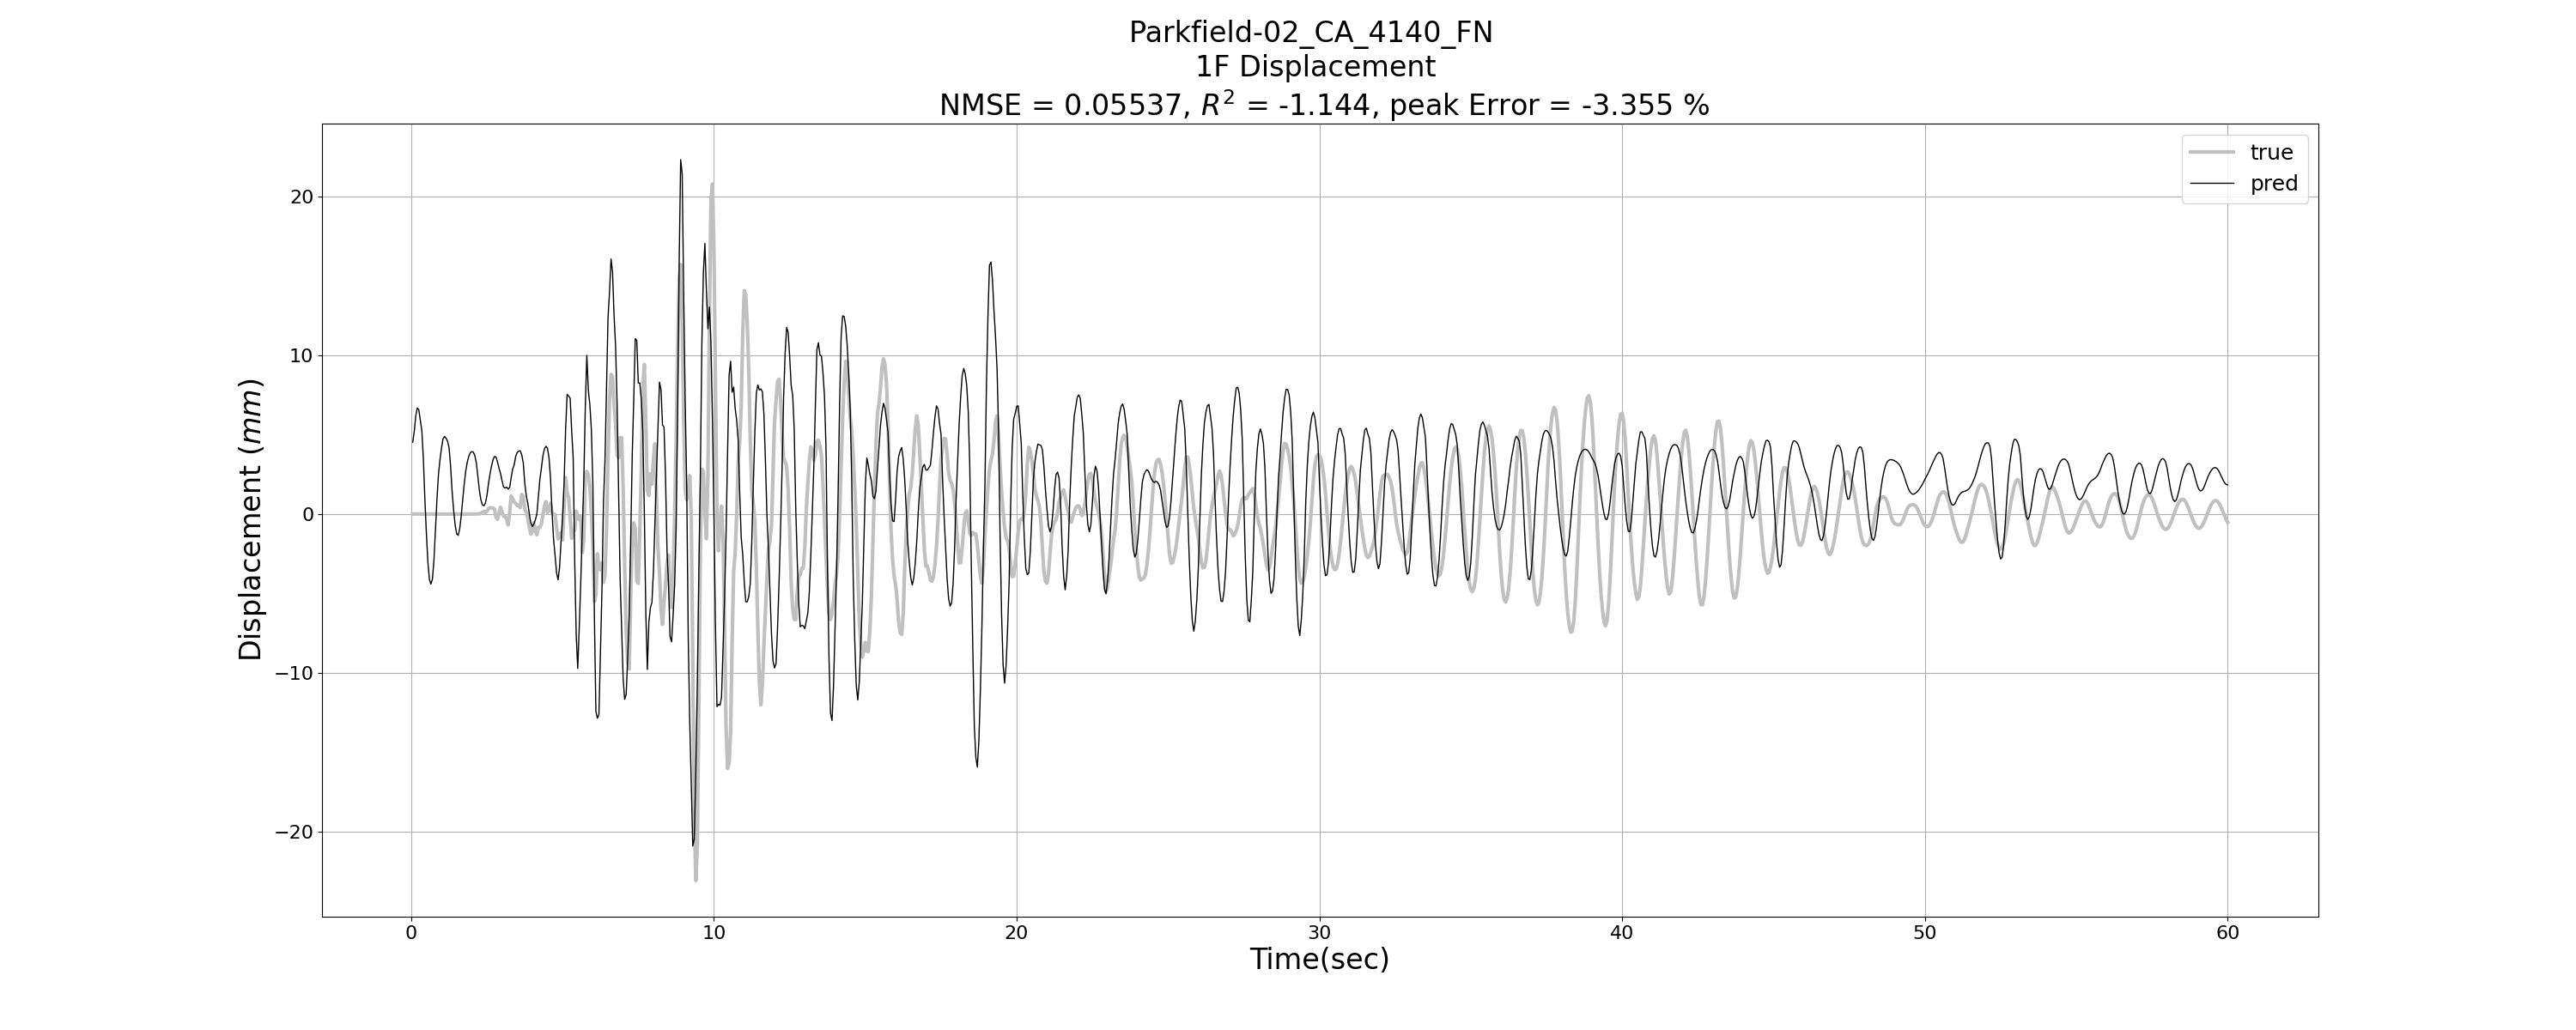 Parkfield-02_CA_4140_FN
1F Displacement
NMSE = 0.05537, R² = -1.144, peak Error = -3.355 %
true
pred
20
10
0
−10
−20
Displacement (mm)
0 10 20 30 40 50 60
Time(sec)